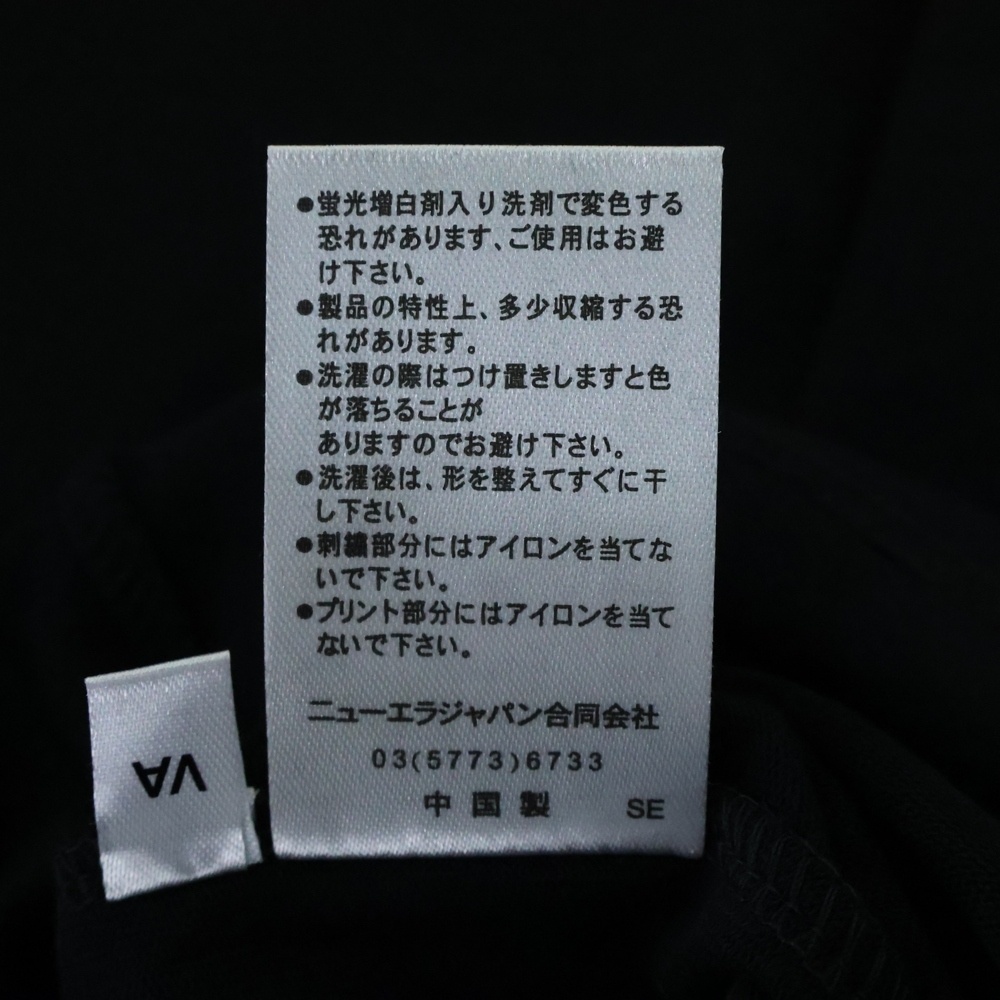 ●蛍光増白剤入り洗剤で変色する
恐れがあります、ご使用はお避
け下さい。
●製品の特性上、多少収縮する恐
れがあります。
●洗濯の際はつけ置きしますと色
が落ちることが
ありますのでお避け下さい。
●洗濯後は、形を整えてすぐに干
し下さい。
●刺繍部分にはアイロンを当てな
いで下さい。
●プリント部分にはアイロンを当て
ないで下さい。
ニューエラジャパン合同会社
03(5773)6733
中国製 SE
VA